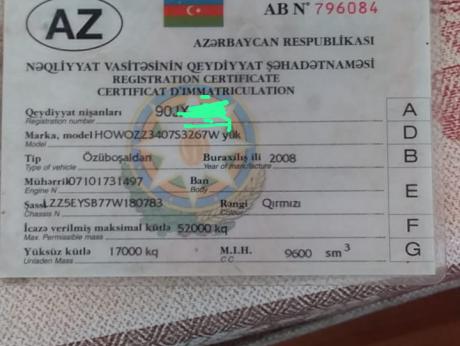 AZ
AB N° 796084
AZƏRBAYCAN RESPUBLİKASI
NƏQLİYYAT VASİTƏSİNİN QEYDİYYAT ŞƏHADƏTNAMƏSİ
REGISTRATION CERTIFICATE
CERTIFICAT D'IMMATRICULATION
Qeydiyyat nişanları A
Registration number
Marka, model HOWOZZ3407S3267W yük D
Model
Tip Özüboşaldan Buraxılış ili 2008 B
Type of vehicle Year of manufacture
Mühərrik 07101731497 Ban E
Engine N Body
Şassi LZZ5EYSB77W180783 Rəngi Qırmızı
Chassis N Colour
İcazə verilmiş maksimal kütlə 52000 kq F
Max. Permissible mass
Yüksüz kütlə 17000 kq M.I.H. 9600 sm³ G
Unladen Mass C C